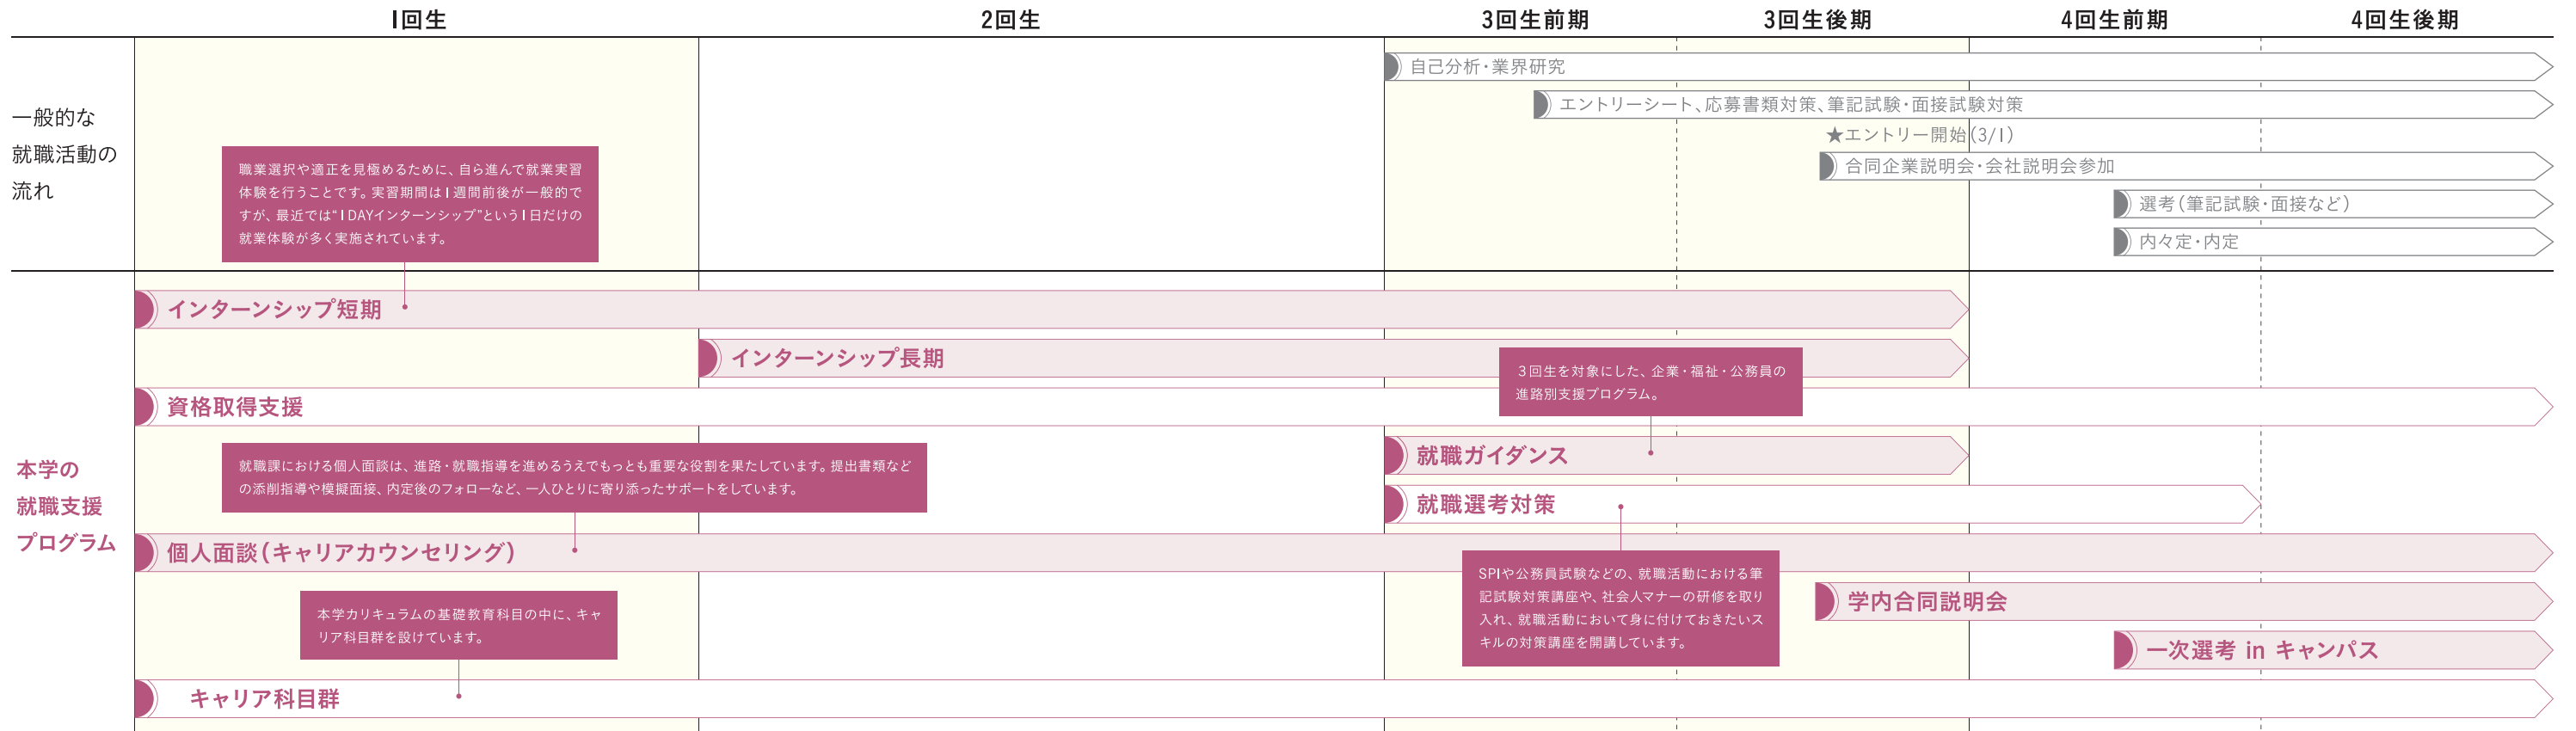 1回生
2回生
3回生前期
3回生後期
4回生前期
4回生後期
一般的な
就職活動の
流れ
自己分析・業界研究
エントリーシート、応募書類対策、筆記試験・面接試験対策
★エントリー開始(3/1)
合同企業説明会・会社説明会参加
選考(筆記試験・面接など)
内々定・内定
職業選択や適正を見極めるために、自ら進んで就業実習
体験を行うことです。実習期間は1週間前後が一般的で
すが、最近では“1DAYインターンシップ”という1日だけの
就業体験が多く実施されています。
本学の
就職支援
プログラム
インターンシップ短期
インターンシップ長期
3回生を対象にした、企業・福祉・公務員の
進路別支援プログラム。
資格取得支援
就職ガイダンス
就職課における個人面談は、進路・就職指導を進めるうえでもっとも重要な役割を果たしています。提出書類など
の添削指導や模擬面接、内定後のフォローなど、一人ひとりに寄り添ったサポートをしています。
就職選考対策
個人面談(キャリアカウンセリング)
SPIや公務員試験などの、就職活動における筆
記試験対策講座や、社会人マナーの研修を取り
入れ、就職活動において身に付けておきたいス
キルの対策講座を開講しています。
学内合同説明会
本学カリキュラムの基礎教育科目の中に、キャ
リア科目群を設けています。
一次選考 in キャンパス
キャリア科目群